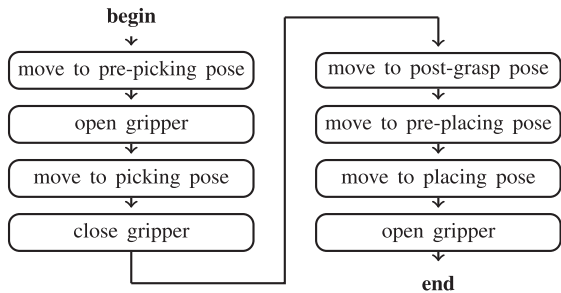 begin
move to pre-picking pose
open gripper
move to picking pose
close gripper
move to post-grasp pose
move to pre-placing pose
move to placing pose
open gripper
end